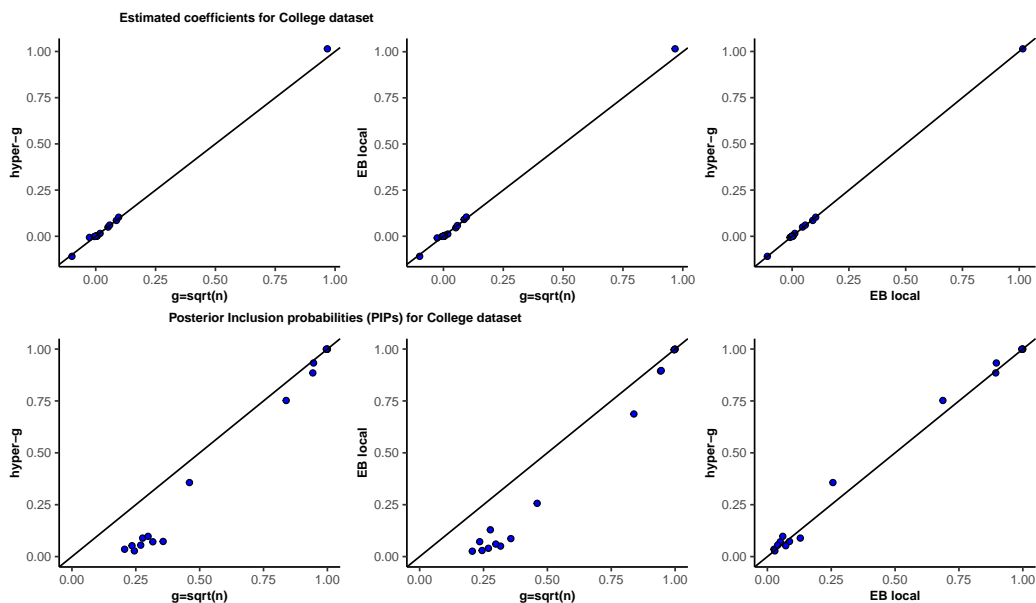 Estimated coefficients for College dataset
hyper−g
1.00
0.75
0.50
0.25
0.00
0.00 0.25 0.50 0.75 1.00
g=sqrt(n)
EB local
1.00
0.75
0.50
0.25
0.00
0.00 0.25 0.50 0.75 1.00
g=sqrt(n)
hyper−g
1.00
0.75
0.50
0.25
0.00
0.00 0.25 0.50 0.75 1.00
EB local
Posterior Inclusion probabilities (PIPs) for College dataset
hyper−g
1.00
0.75
0.50
0.25
0.00
0.00 0.25 0.50 0.75 1.00
g=sqrt(n)
EB local
1.00
0.75
0.50
0.25
0.00
0.00 0.25 0.50 0.75 1.00
g=sqrt(n)
hyper−g
1.00
0.75
0.50
0.25
0.00
0.00 0.25 0.50 0.75 1.00
EB local